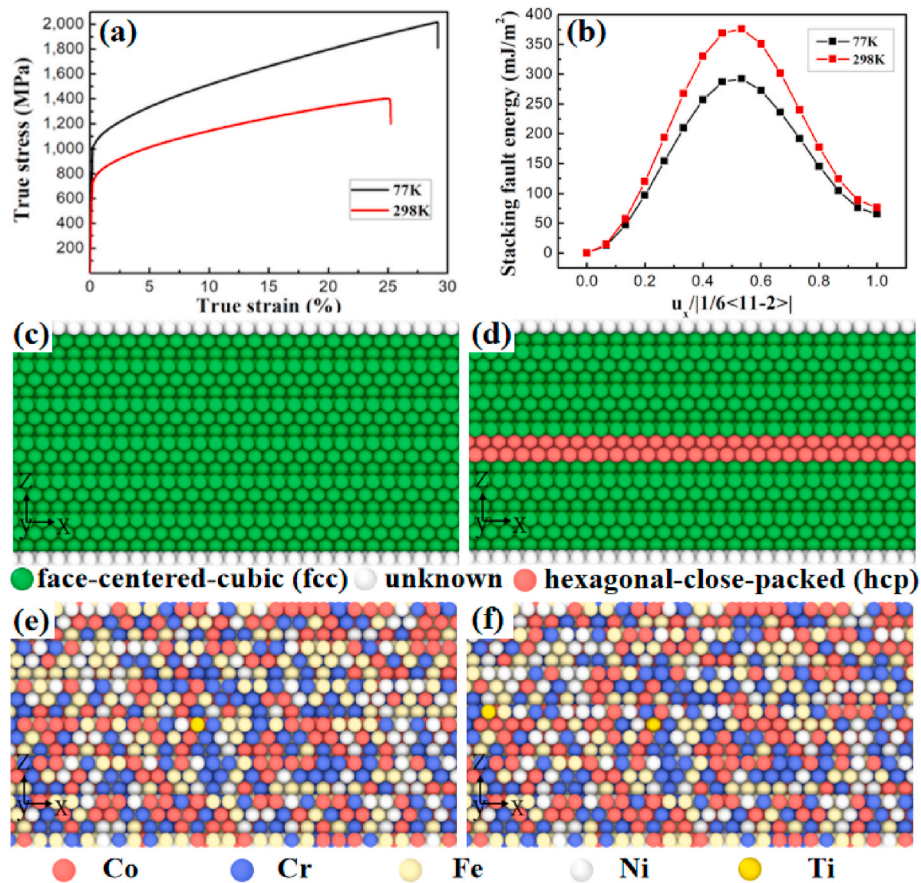 (a)
True stress (MPa)
2,000
1,800
1,600
1,400
1,200
1,000
800
600
400
200
0
5
10
15
20
25
30
True strain (%)
77K
298K
(b)
Stacking fault energy (mJ/m²)
400
350
300
250
200
150
100
50
0
0.0
0.2
0.4
0.6
0.8
1.0
uₓ/|1/6<11-2>|
77K
298K
(c)
Z
y
X
(d)
Z
y
X
face-centered-cubic (fcc)
unknown
hexagonal-close-packed (hcp)
(e)
Z
y
X
(f)
Z
y
X
Co
Cr
Fe
Ni
Ti